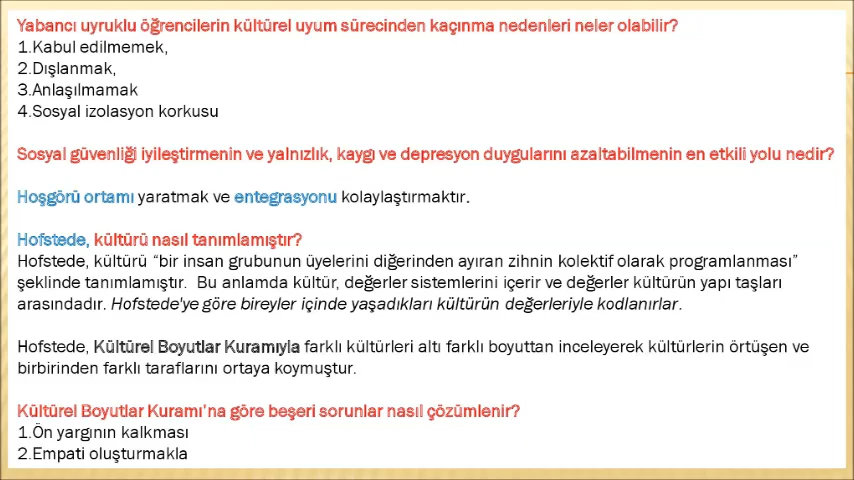 Yabancı uyruklu öğrencilerin kültürel uyum sürecinden kaçınma nedenleri neler olabilir?
1.Kabul edilmemek,
2.Dışlanmak,
3.Anlaşılmamak
4.Sosyal izolasyon korkusu
Sosyal güvenliği iyileştirmenin ve yalnızlık, kaygı ve depresyon duygularını azaltabilmenin en etkili yolu nedir?
Hoşgörü ortamı yaratmak ve entegrasyonu kolaylaştırmaktır.
Hofstede, kültürü nasıl tanımlamıştır?
Hofstede, kültürü “bir insan grubunun üyelerini diğerinden ayıran zihnin kolektif olarak programlanması”
şeklinde tanımlamıştır. Bu anlamda kültür, değerler sistemlerini içerir ve değerler kültürün yapı taşları
arasındadır. Hofstede'ye göre bireyler içinde yaşadıkları kültürün değerleriyle kodlanırlar.
Hofstede, Kültürel Boyutlar Kuramıyla farklı kültürleri altı farklı boyuttan inceleyerek kültürlerin örtüşen ve
birbirinden farklı taraflarını ortaya koymuştur.
Kültürel Boyutlar Kuramı’na göre beşeri sorunlar nasıl çözümlenir?
1.Ön yargının kalkması
2.Empati oluşturmakla